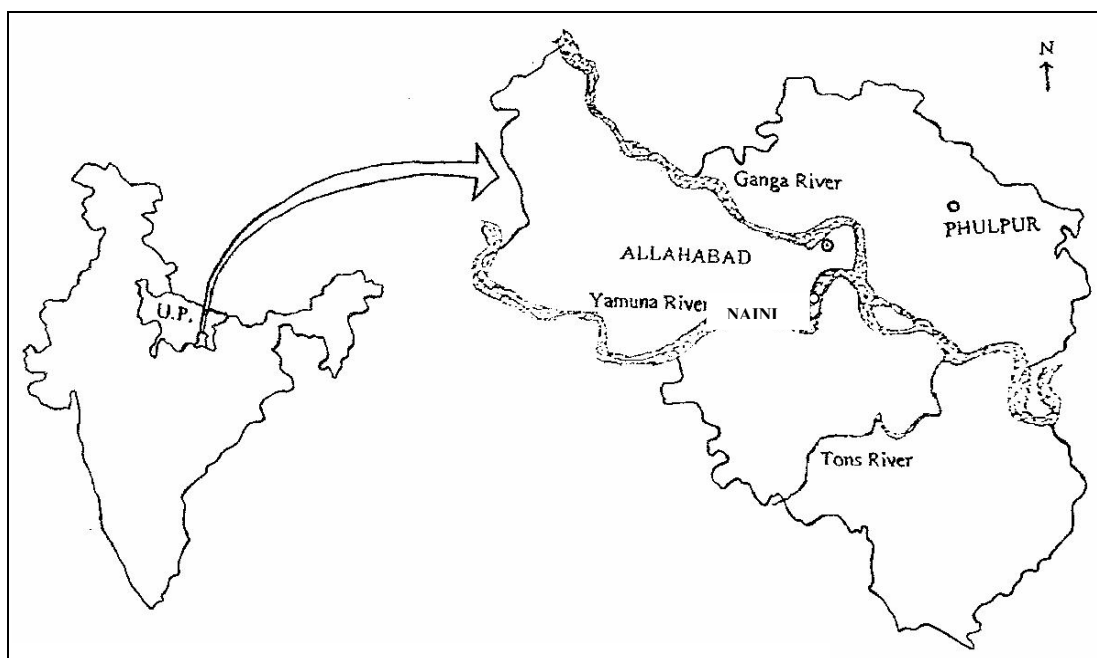 N
Ganga River
PHULPUR
ALLAHABAD
Yamuna River
NAINI
U.P.
Tons River